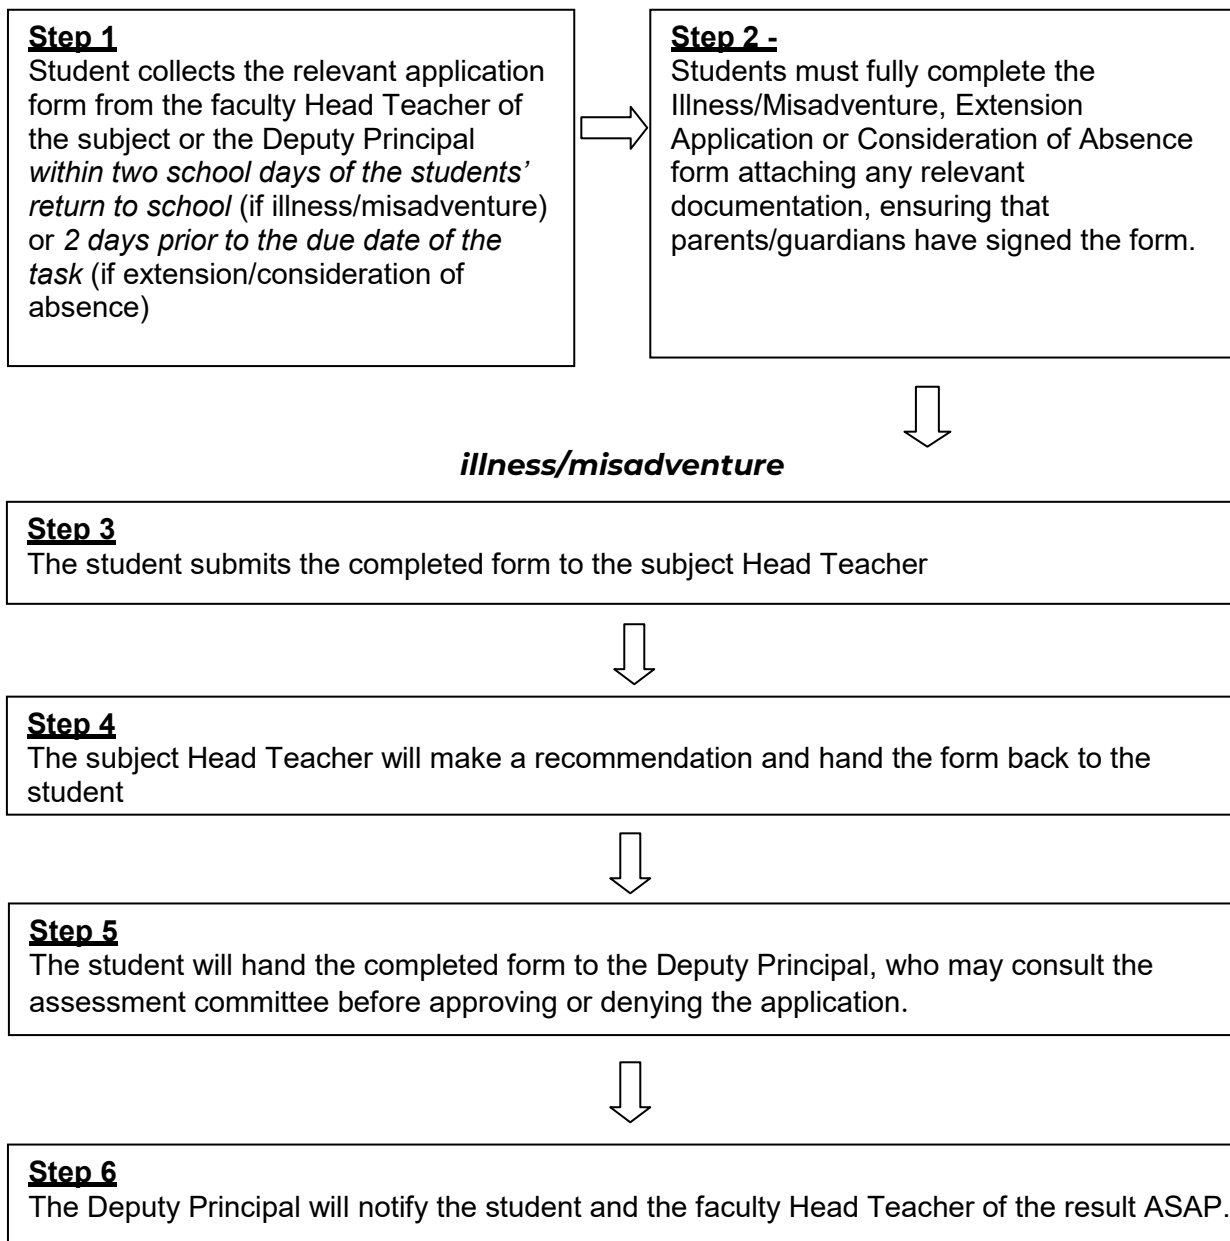 Step 1
Student collects the relevant application
form from the faculty Head Teacher of
the subject or the Deputy Principal
within two school days of the students’
return to school (if illness/misadventure)
or 2 days prior to the due date of the
task (if extension/consideration of
absence)
Step 2 -
Students must fully complete the
Illness/Misadventure, Extension
Application or Consideration of Absence
form attaching any relevant
documentation, ensuring that
parents/guardians have signed the form.
illness/misadventure
Step 3
The student submits the completed form to the subject Head Teacher
Step 4
The subject Head Teacher will make a recommendation and hand the form back to the
student
Step 5
The student will hand the completed form to the Deputy Principal, who may consult the
assessment committee before approving or denying the application.
Step 6
The Deputy Principal will notify the student and the faculty Head Teacher of the result ASAP.